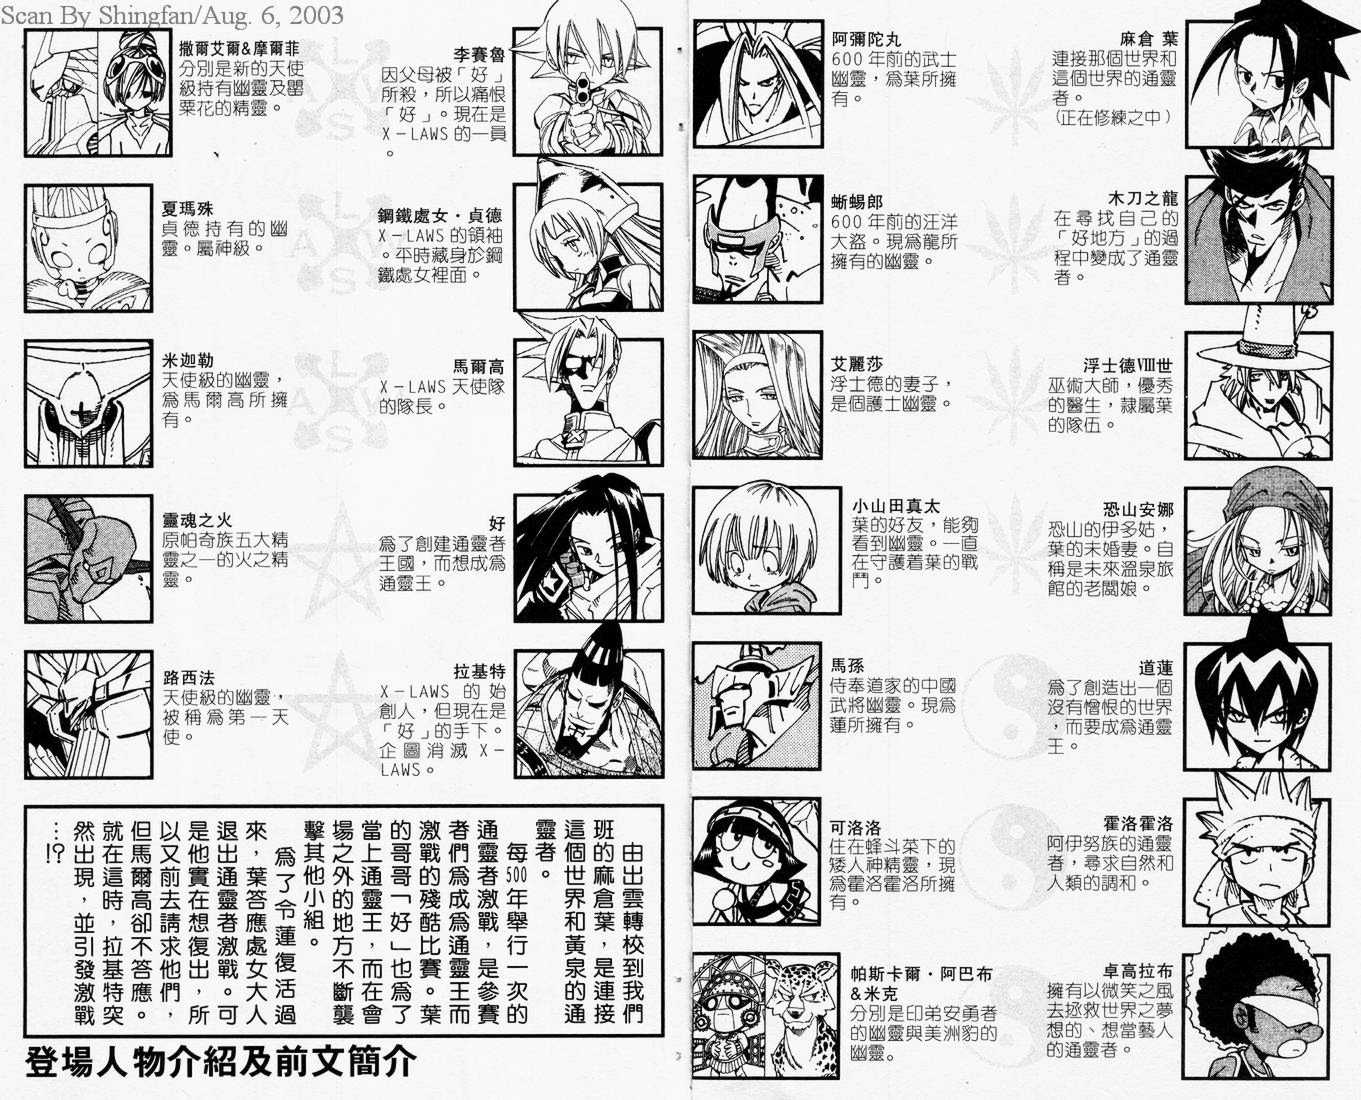 Scan By Shingfan/Aug. 6, 2003
麻倉 葉
連接那個世界和
這個世界的通靈
者。
(正在修練之中)
阿彌陀丸
600年前的武士
幽靈，為葉所擁
有。
木刀之龍
在尋找自己的
「好地方」的過
程中變成了通靈
者。
蜥蜴郎
600年前的汪洋
大盜。現為龍所
擁有的幽靈。
浮士德VIII世
巫術大師，優秀
的醫生，隸屬葉
的隊伍。
艾麗莎
浮士德的妻子，
是個護士幽靈。
恐山安娜
恐山的伊多姑，
葉的未婚妻。自
稱是未來溫泉旅
館的老闆娘。
小山田真太
葉的好友，能夠
看到幽靈。一直
在守護着葉的戰
鬥。
道蓮
為了創造出一個
沒有憎恨的世界
，而要成為通靈
王。
馬孫
侍奉道家的中國
武將幽靈。現為
蓮所擁有。
霍洛霍洛
阿伊努族的通靈
者，尋求自然和
人類的調和。
可洛洛
住在蜂斗菜下的
矮人神精靈，現
為霍洛霍洛所擁
有。
卓高拉布
擁有以微笑之風
去拯救世界之夢
想的、想當藝人
的通靈者。
帕斯卡爾・阿巴布
&米克
分別是印弟安勇者
的幽靈與美洲豹的
幽靈。
李賽魯
因父母被「好」
所殺，所以痛恨
「好」。現在是
X－LAWS的一員
。
撒爾艾爾&摩爾菲
分別是新的天使
級持有幽靈及罌
粟花的精靈。
鋼鐵處女・貞德
X－LAWS的領袖
。平時藏身於鋼
鐵處女裡面。
夏瑪殊
貞德持有的幽
靈。屬神級。
馬爾高
X－LAWS天使隊
的隊長。
米迦勒
天使級的幽靈，
為馬爾高所擁
有。
好
為了創建通靈者
王國，而想成為
通靈王。
靈魂之火
原帕奇族五大精
靈之一的火之精
靈。
拉基特
X－LAWS的始
創人，但現在是
「好」的手下。
企圖消滅X－
LAWS。
路西法
天使級的幽靈，
被稱為第一天
使。
由出雲轉校到我們
班的麻倉葉，是連接
這個世界和黃泉的通
靈者。
每500年舉行一次的
通靈者激戰，是參賽
者們為成為通靈王而
激戰的殘酷比賽。葉
的哥哥「好」也為了
當上通靈王，而在會
場之外的地方不斷襲
擊其他小組。
為了令蓮復活過
來，葉答應處女大人
退出通靈者激戰。可
是他實在想復出，所
以又前去請求他們，
但馬爾高卻不答應。
就在這時，拉基特突
然出現，並引發激戰
…!?
登場人物介紹及前文簡介